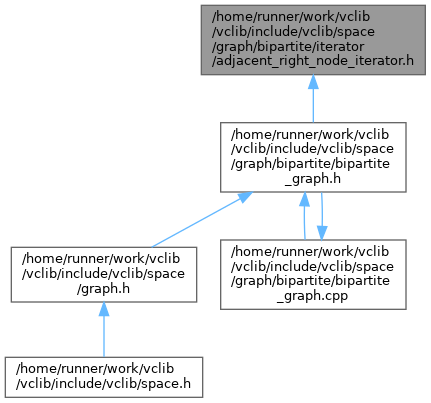 /home/runner/work/vclib
/vclib/include/vclib/space
/graph/bipartite/iterator
/adjacent_right_node_iterator.h
/home/runner/work/vclib
/vclib/include/vclib/space
/graph/bipartite/bipartite
_graph.h
/home/runner/work/vclib
/vclib/include/vclib/space
/graph.h
/home/runner/work/vclib
/vclib/include/vclib/space
/graph/bipartite/bipartite
_graph.cpp
/home/runner/work/vclib
/vclib/include/vclib/space.h